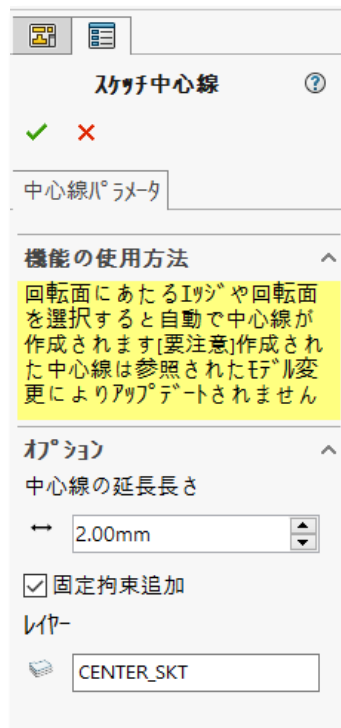 ｽｹｯﾁ中心線
中心線ﾊﾟﾗﾒｰﾀ
機能の使用方法
回転面にあたるｴｯｼﾞや回転面
を選択すると自動で中心線が
作成されます[要注意]作成され
た中心線は参照されたﾓﾃﾞﾙ変
更によりｱｯﾌﾟﾃﾞｰﾄされません
ｵﾌﾟｼｮﾝ
中心線の延長長さ
2.00mm
固定拘束追加
ﾚｲﾔｰ
CENTER_SKT